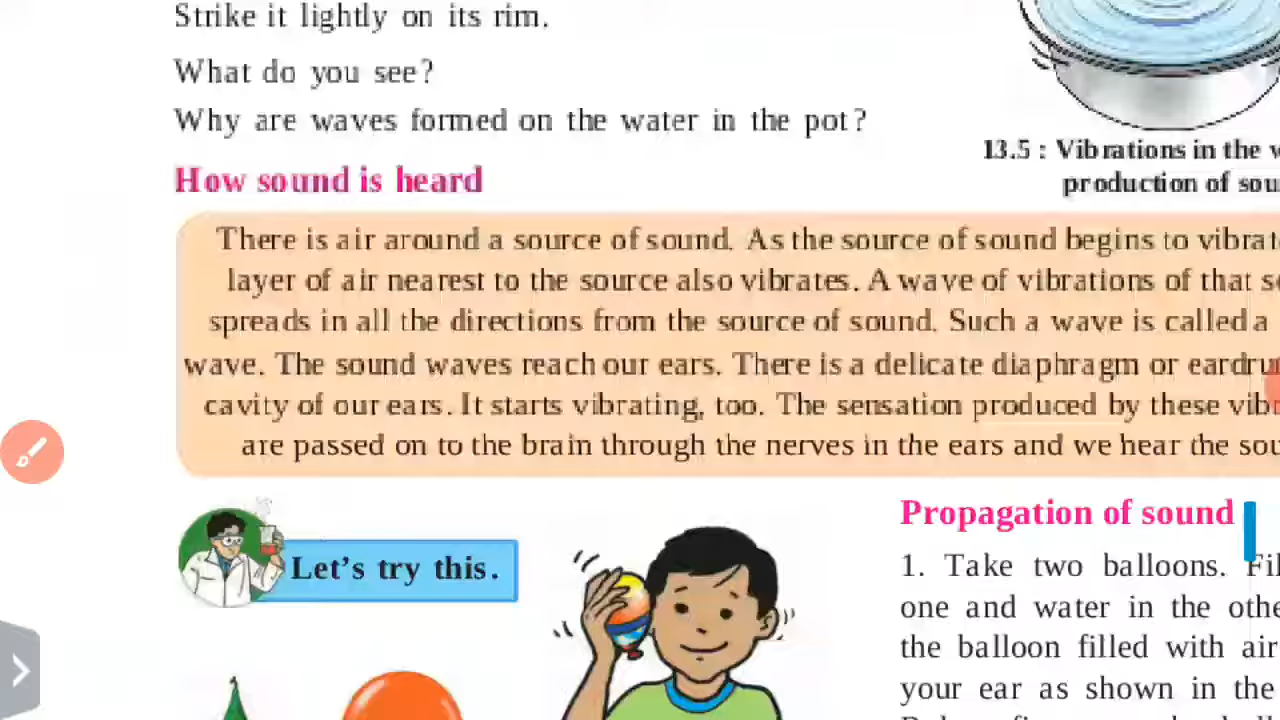 Strike it lightly on its rim.
What do you see?
Why are waves formed on the water in the pot?
13.5 : Vibrations in the
production of
How sound is heard
There is air around a source of sound. As the source of sound begins to
layer of air nearest to the source also vibrates. A wave of vibrations of that
spreads in all the directions from the source of sound. Such a wave is called a
wave. The sound waves reach our ears. There is a delicate diaphragm or
cavity of our ears. It starts vibrating, too. The sensation produced by these
are passed on to the brain through the nerves in the ears and we hear the
Let's try this.
Propagation of sound
1. Take two balloons.
one and water in the
the balloon filled with air
your ear as shown in the